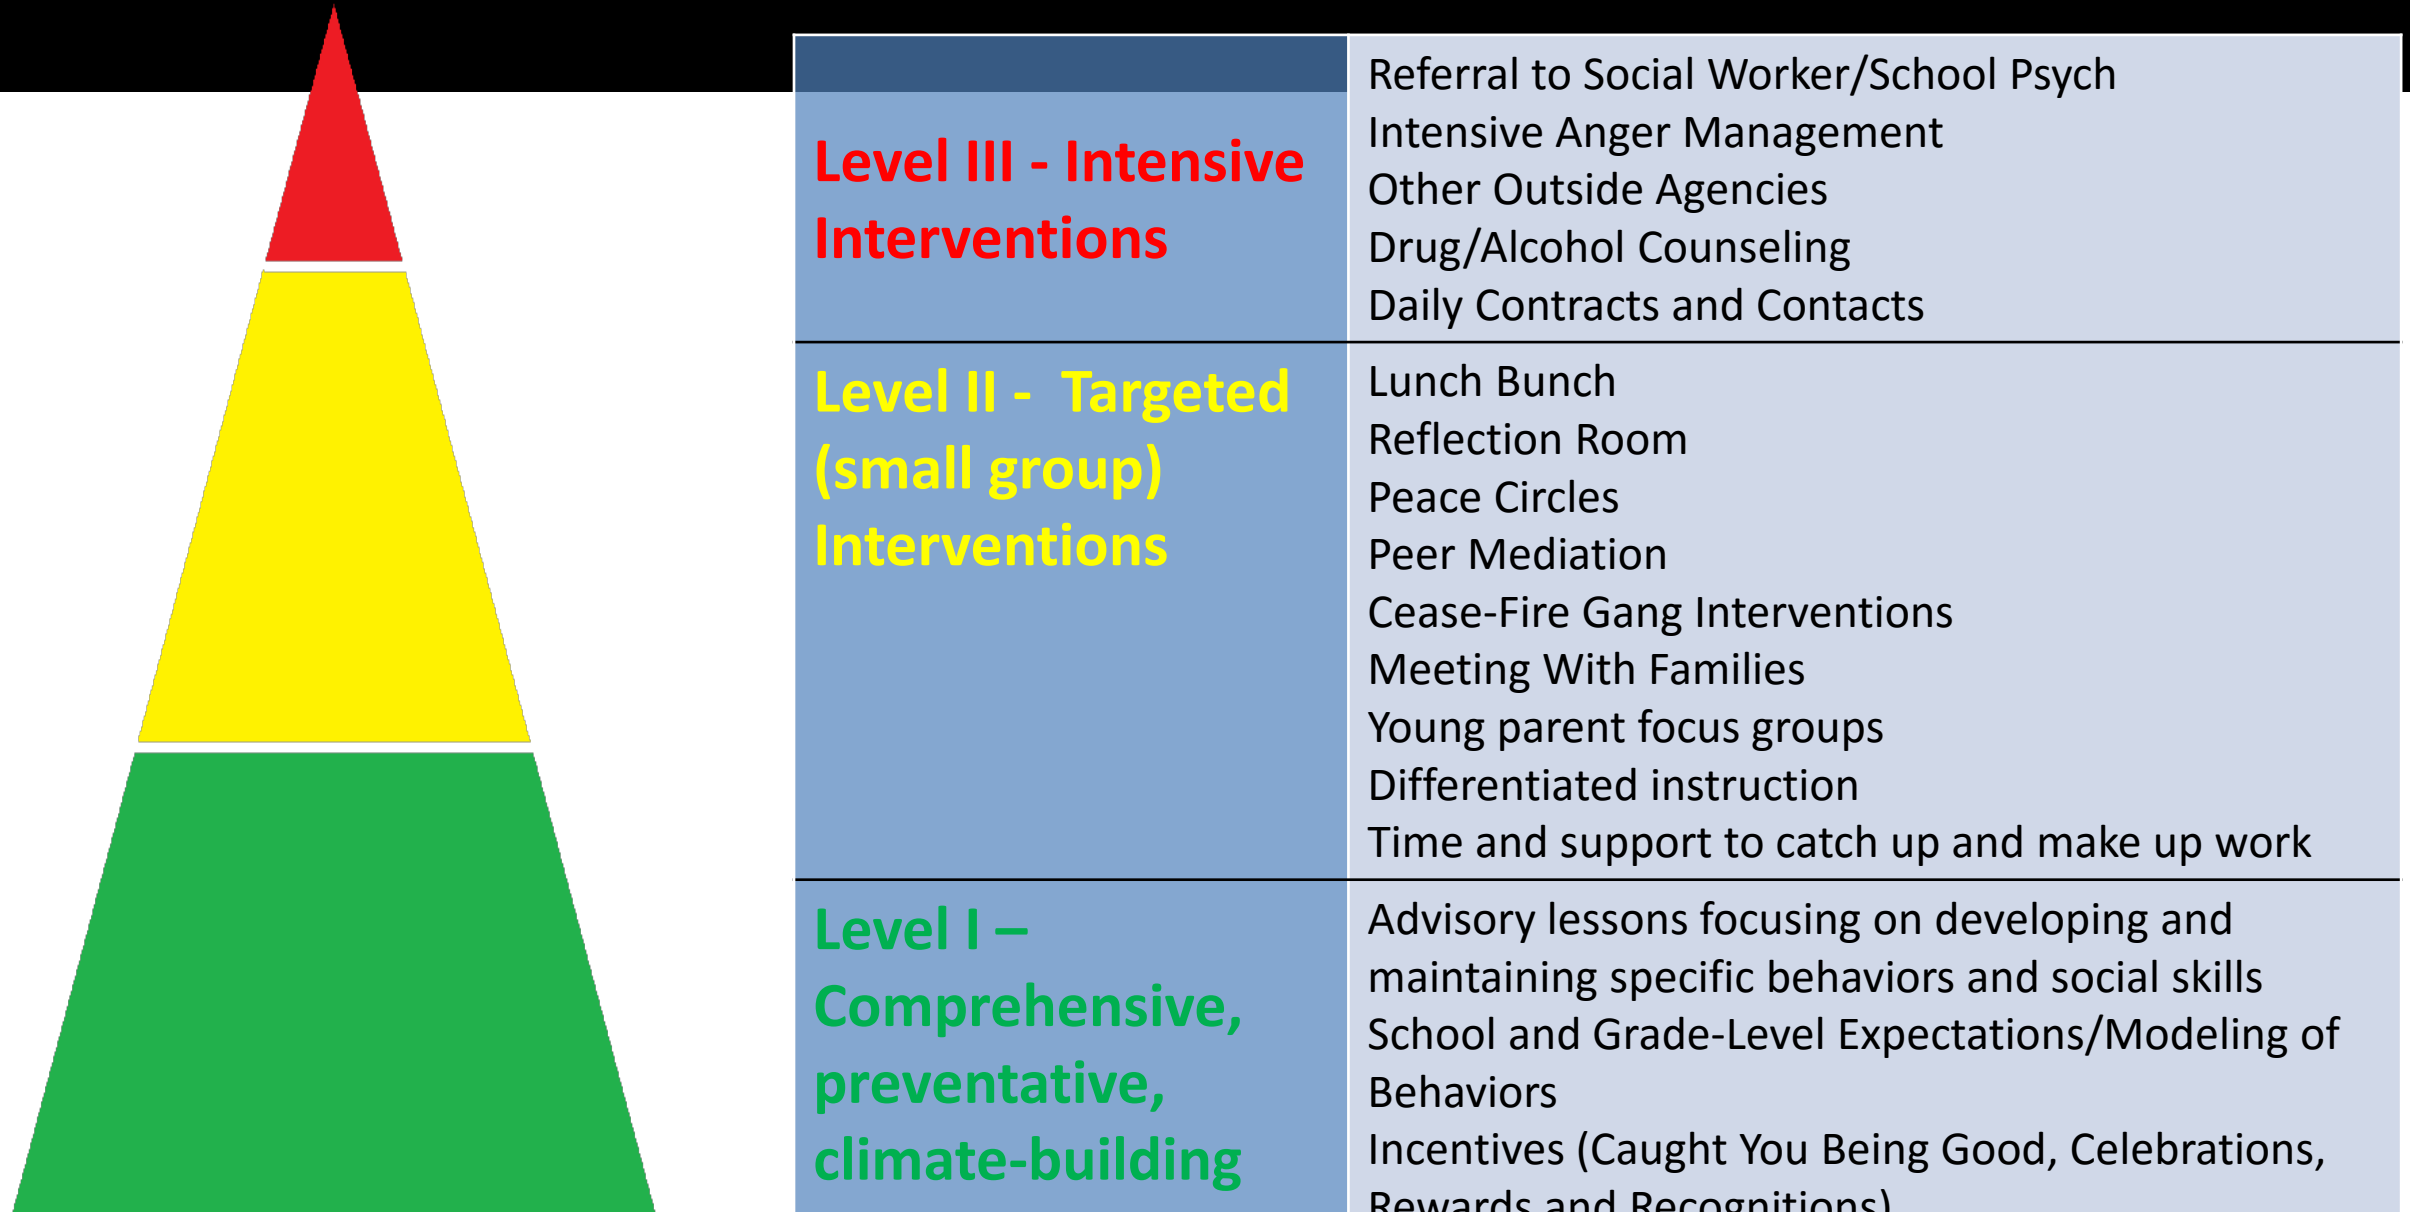 Level III - Intensive
Interventions
Referral to Social Worker/School Psych
Intensive Anger Management
Other Outside Agencies
Drug/Alcohol Counseling
Daily Contracts and Contacts
Level II -  Targeted
(small group)
Interventions
Lunch Bunch
Reflection Room
Peace Circles
Peer Mediation
Cease-Fire Gang Interventions
Meeting With Families
Young parent focus groups
Differentiated instruction
Time and support to catch up and make up work
Level I –
Comprehensive,
preventative,
climate-building
Advisory lessons focusing on developing and
maintaining specific behaviors and social skills
School and Grade-Level Expectations/Modeling of
Behaviors
Incentives (Caught You Being Good, Celebrations,
Rewards and Recognitions)